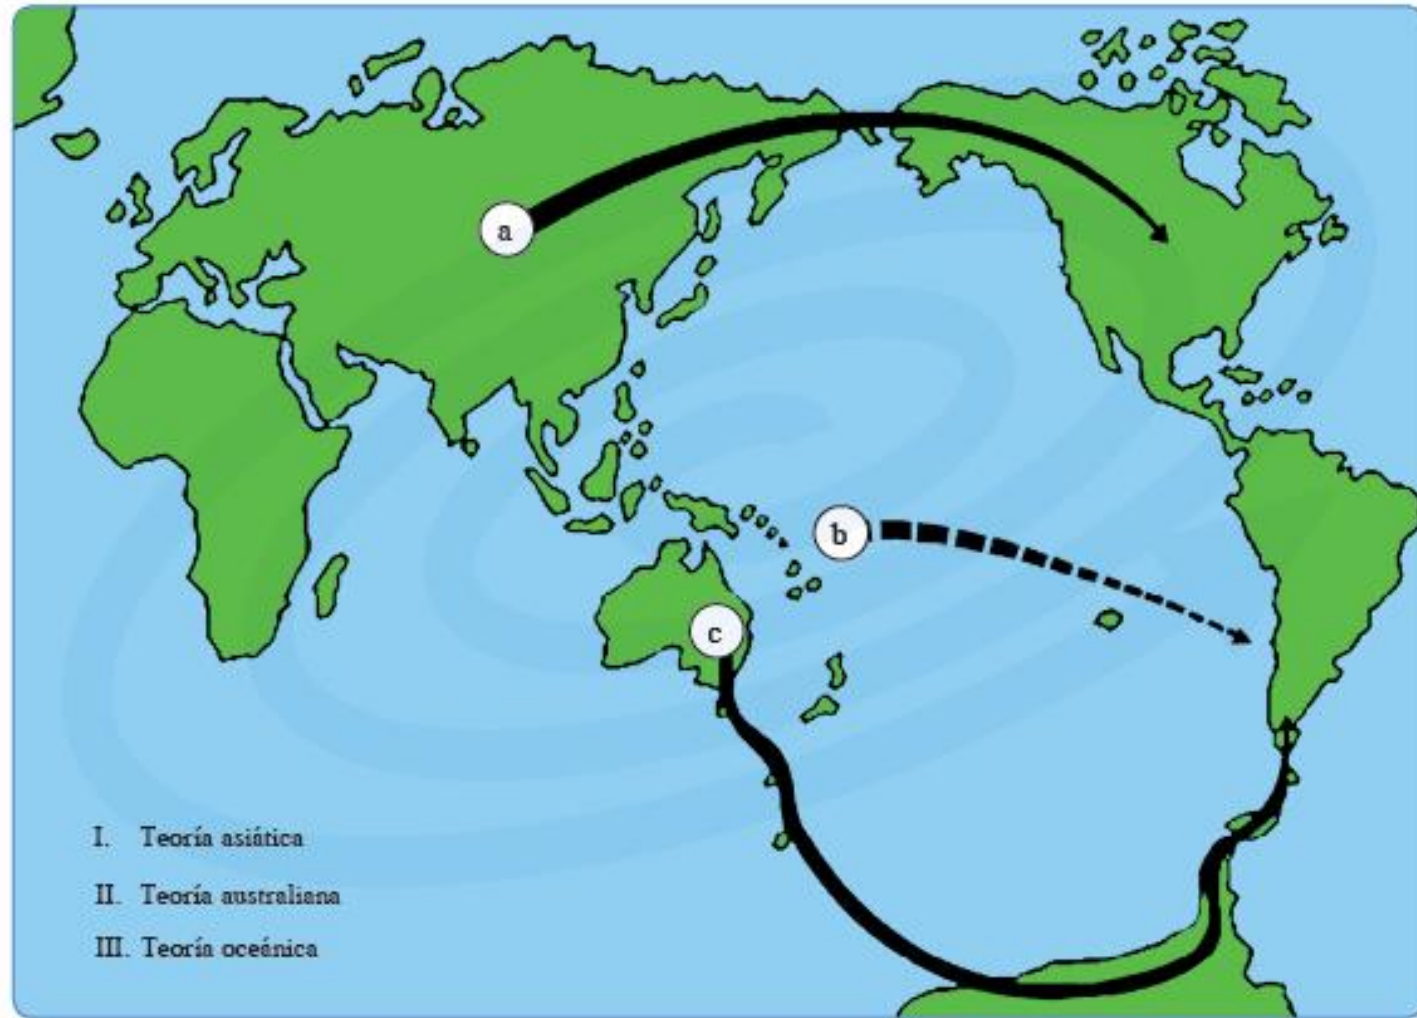 a
b
c
I. Teoría asiática
II. Teoría australiana
III. Teoría oceánica